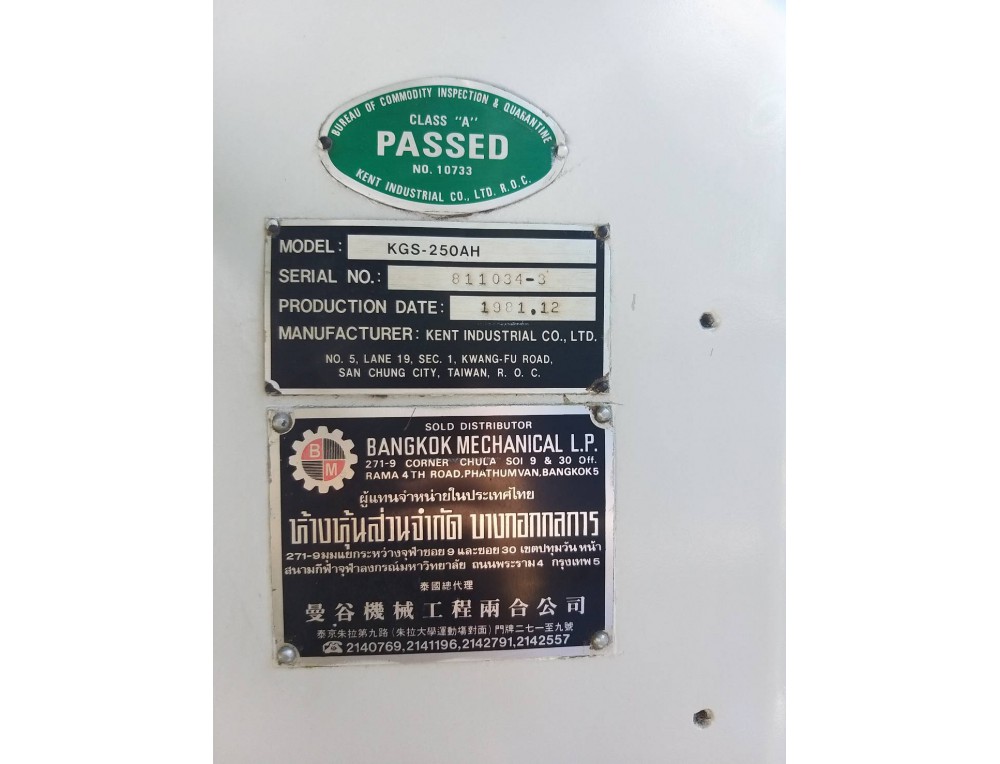 BUREAU OF COMMODITY INSPECTION & QUARANTINE
CLASS "A"
PASSED
NO. 10733
KENT INDUSTRIAL CO., LTD. R.O.C.
MODEL: KGS-250AH
SERIAL NO.: 811034-3
PRODUCTION DATE: 1981.12
MANUFACTURER: KENT INDUSTRIAL CO., LTD.
NO. 5, LANE 19, SEC. 1, KWANG-FU ROAD,
SAN CHUNG CITY, TAIWAN, R. O. C.
B
M
SOLD DISTRIBUTOR
BANGKOK MECHANICAL L.P.
271-9 CORNER CHULA SOI 9 & 30 Off.
RAMA 4 TH ROAD, PHATHUMVAN, BANGKOK 5
ผู้แทนจำหน่ายในประเทศไทย
ห้างหุ้นส่วนจำกัด บางกอกกลการ
271-9 มุมแยกระหว่างจุฬาซอย 9 และซอย 30 เขตปทุมวัน หน้า
สนามกีฬาจุฬาลงกรณ์มหาวิทยาลัย ถนนพระราม 4 กรุงเทพ 5
泰國總代理
曼谷機械工程兩合公司
泰京朱拉第九路(朱拉大學運動場對面)門牌二七一至九號
☎ 2140769, 2141196, 2142791, 2142557